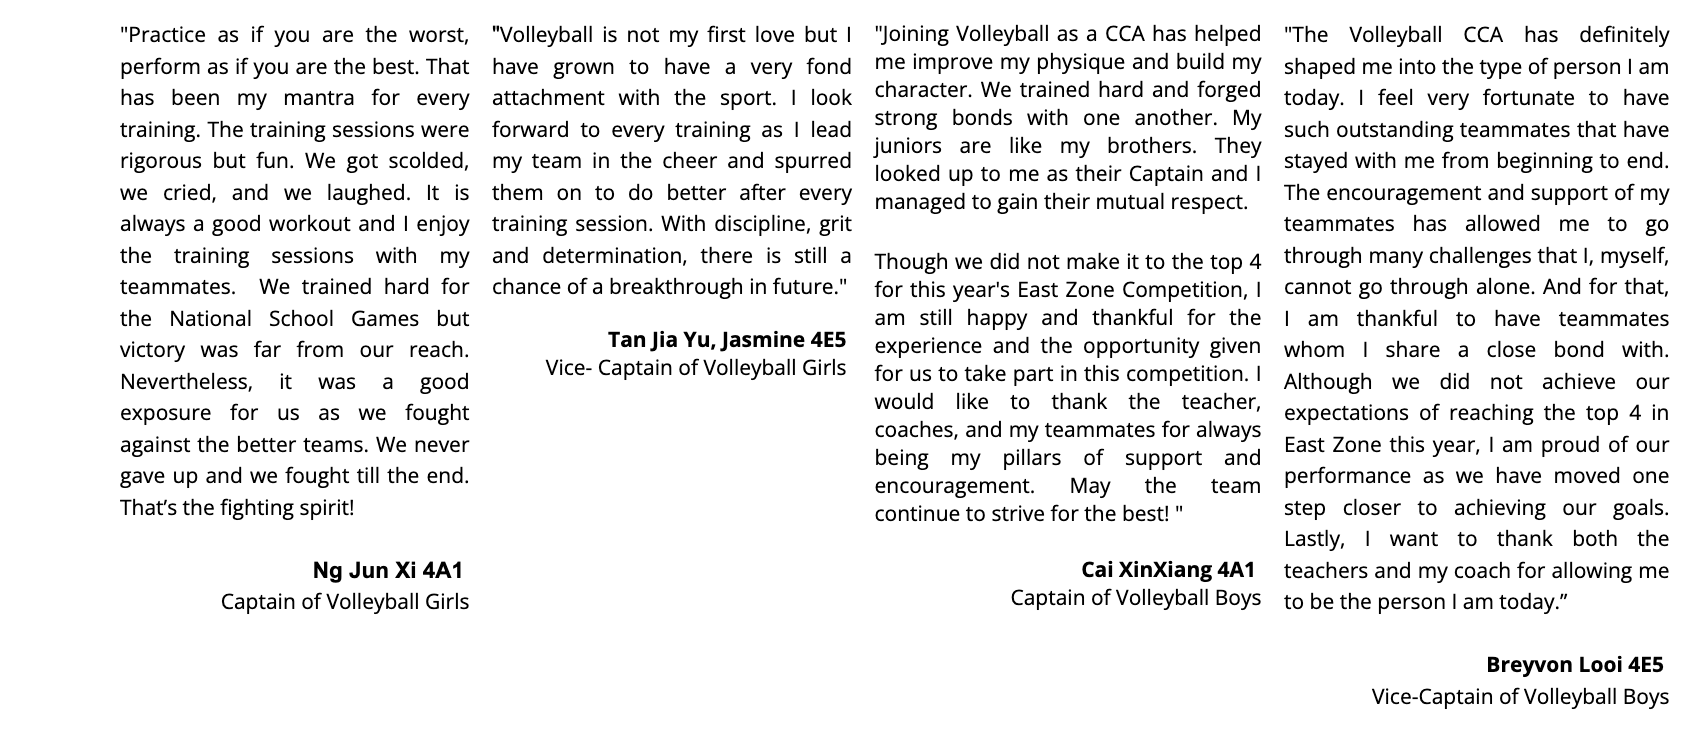 "Practice as if you are the worst,
perform as if you are the best. That
has been my mantra for every
training. The training sessions were
rigorous but fun. We got scolded,
we cried, and we laughed. It is
always a good workout and I enjoy
the training sessions with my
teammates.  We trained hard for
the National School Games but
victory was far from our reach.
Nevertheless, it was a good
exposure for us as we fought
against the better teams. We never
gave up and we fought till the end.
That’s the fighting spirit!
Ng Jun Xi 4A1
Captain of Volleyball Girls
"Volleyball is not my first love but I
have grown to have a very fond
attachment with the sport. I look
forward to every training as I lead
my team in the cheer and spurred
them on to do better after every
training session. With discipline, grit
and determination, there is still a
chance of a breakthrough in future."
Tan Jia Yu, Jasmine 4E5
Vice- Captain of Volleyball Girls
"Joining Volleyball as a CCA has helped
me improve my physique and build my
character. We trained hard and forged
strong bonds with one another. My
juniors are like my brothers. They
looked up to me as their Captain and I
managed to gain their mutual respect.
Though we did not make it to the top 4
for this year's East Zone Competition, I
am still happy and thankful for the
experience and the opportunity given
for us to take part in this competition. I
would like to thank the teacher,
coaches, and my teammates for always
being my pillars of support and
encouragement. May the team
continue to strive for the best! "
Cai XinXiang 4A1
Captain of Volleyball Boys
"The Volleyball CCA has definitely
shaped me into the type of person I am
today. I feel very fortunate to have
such outstanding teammates that have
stayed with me from beginning to end.
The encouragement and support of my
teammates has allowed me to go
through many challenges that I, myself,
cannot go through alone. And for that,
I am thankful to have teammates
whom I share a close bond with.
Although we did not achieve our
expectations of reaching the top 4 in
East Zone this year, I am proud of our
performance as we have moved one
step closer to achieving our goals.
Lastly, I want to thank both the
teachers and my coach for allowing me
to be the person I am today.”
Breyvon Looi 4E5
Vice-Captain of Volleyball Boys